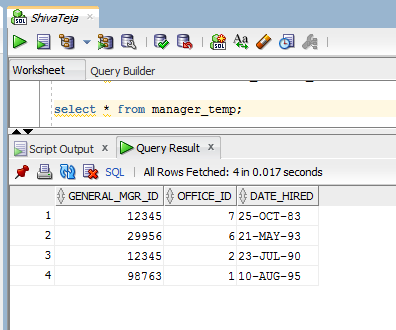 ShivaTeja
SQL
Aa
Worksheet Query Builder
select * from manager_temp;
Script Output x Query Result x
SQL All Rows Fetched: 4 in 0.017 seconds
GENERAL_MGR_ID OFFICE_ID DATE_HIRED
1 12345 7 25-OCT-83
2 29956 6 21-MAY-93
3 12345 2 23-JUL-90
4 98763 1 10-AUG-95